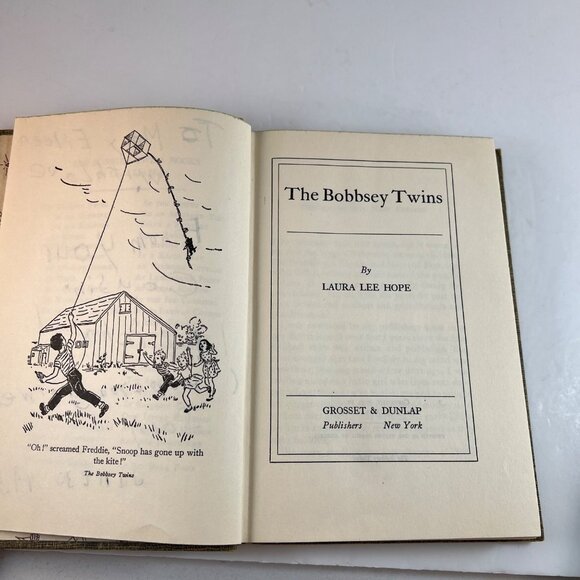 "Oh!" screamed Freddie, "Snoop has gone up with
the kite!"
The Bobbsey Twins
The Bobbsey Twins
By
LAURA LEE HOPE
GROSSET & DUNLAP
Publishers New York